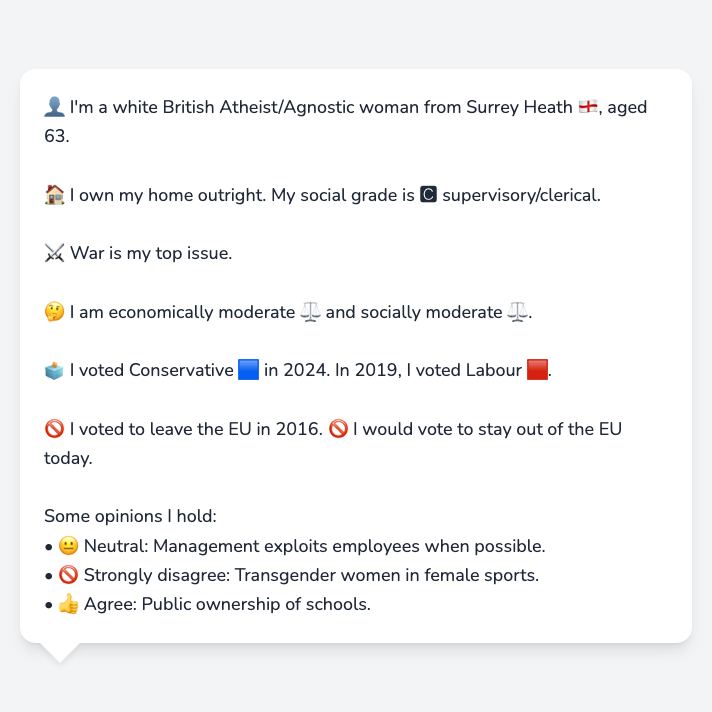 👤 I'm a white British Atheist/Agnostic woman from Surrey Heath 🏴󠁧󠁢󠁥󠁮󠁧󠁿, aged
63.
🏠 I own my home outright. My social grade is 🅲 supervisory/clerical.
⚔️ War is my top issue.
🤔 I am economically moderate ⚖️ and socially moderate ⚖️.
🗳️ I voted Conservative 🟦 in 2024. In 2019, I voted Labour 🟥.
🚫 I voted to leave the EU in 2016. 🚫 I would vote to stay out of the EU
today.
Some opinions I hold:
• 😐 Neutral: Management exploits employees when possible.
• 🚫 Strongly disagree: Transgender women in female sports.
• 👍 Agree: Public ownership of schools.